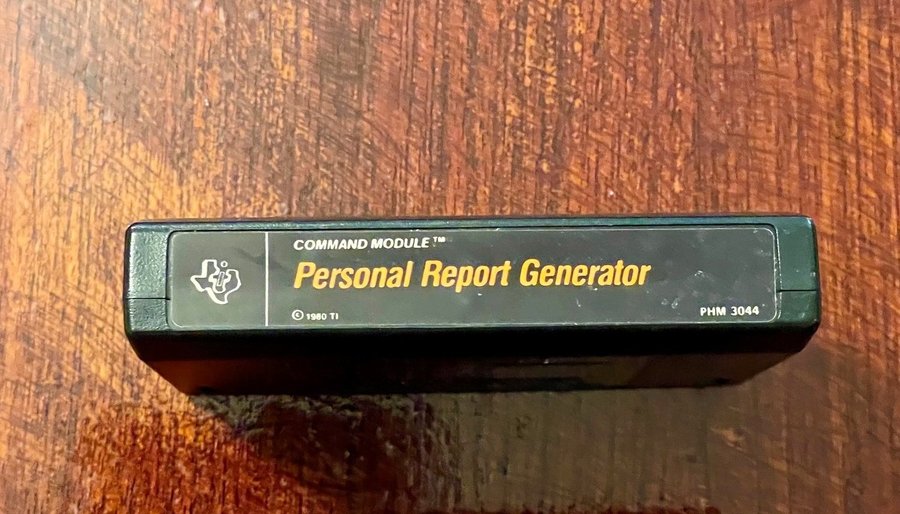 COMMAND MODULE™
Personal Report Generator
© 1980 TI
PHM 3044